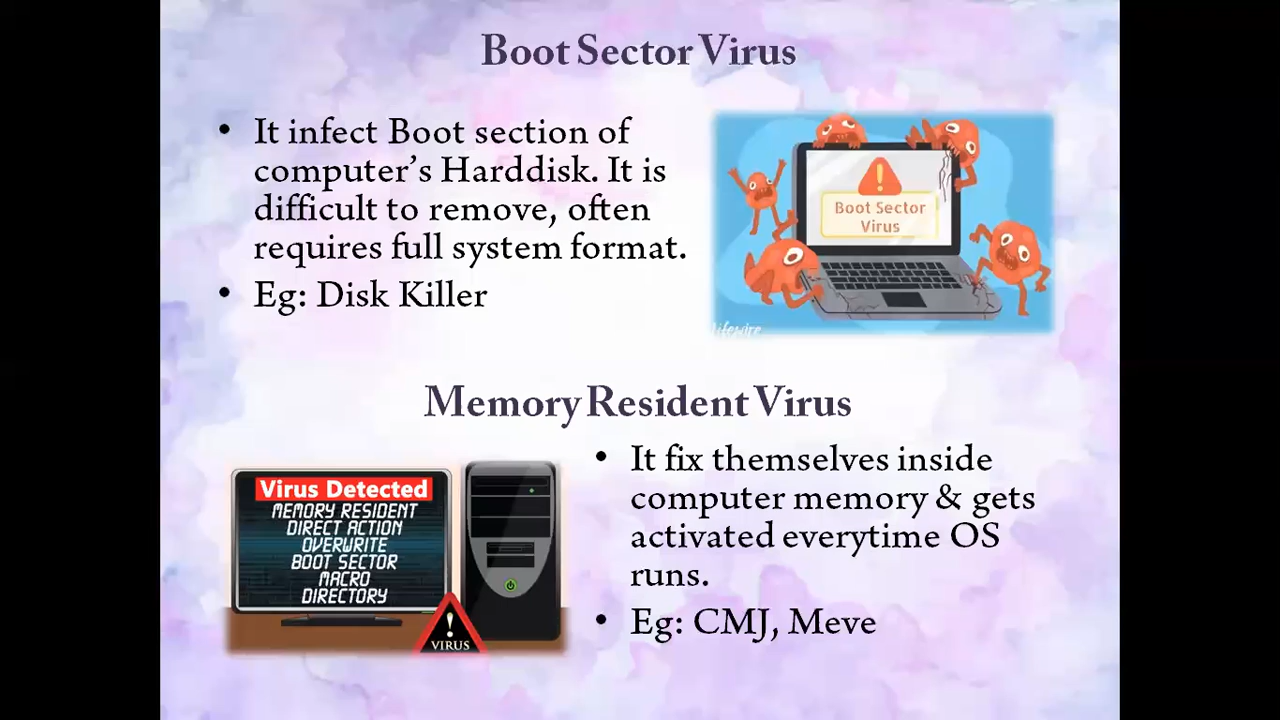 Boot Sector Virus
• It infect Boot section of
computer's Harddisk. It is
difficult to remove, often
requires full system format.
• Eg: Disk Killer
Boot Sector
Virus
lifewire
Memory Resident Virus
Virus Detected
MEMORY RESIDENT
DIRECT ACTION
OVERWRITE
BOOT SECTOR
MACRO
DIRECTORY
VIRUS
• It fix themselves inside
computer memory & gets
activated everytime OS
runs.
• Eg: CMJ, Meve